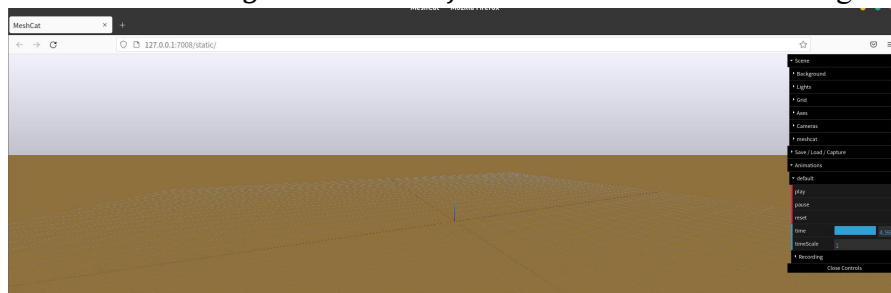 MeshCat — Mozilla Firefox
MeshCat × +
127.0.0.1:7008/static/
Scene
Background
Lights
Grid
Axes
Cameras
meshcat
Save / Load / Capture
Animations
default
play
pause
reset
time
timeScale 1
Recording
Close Controls